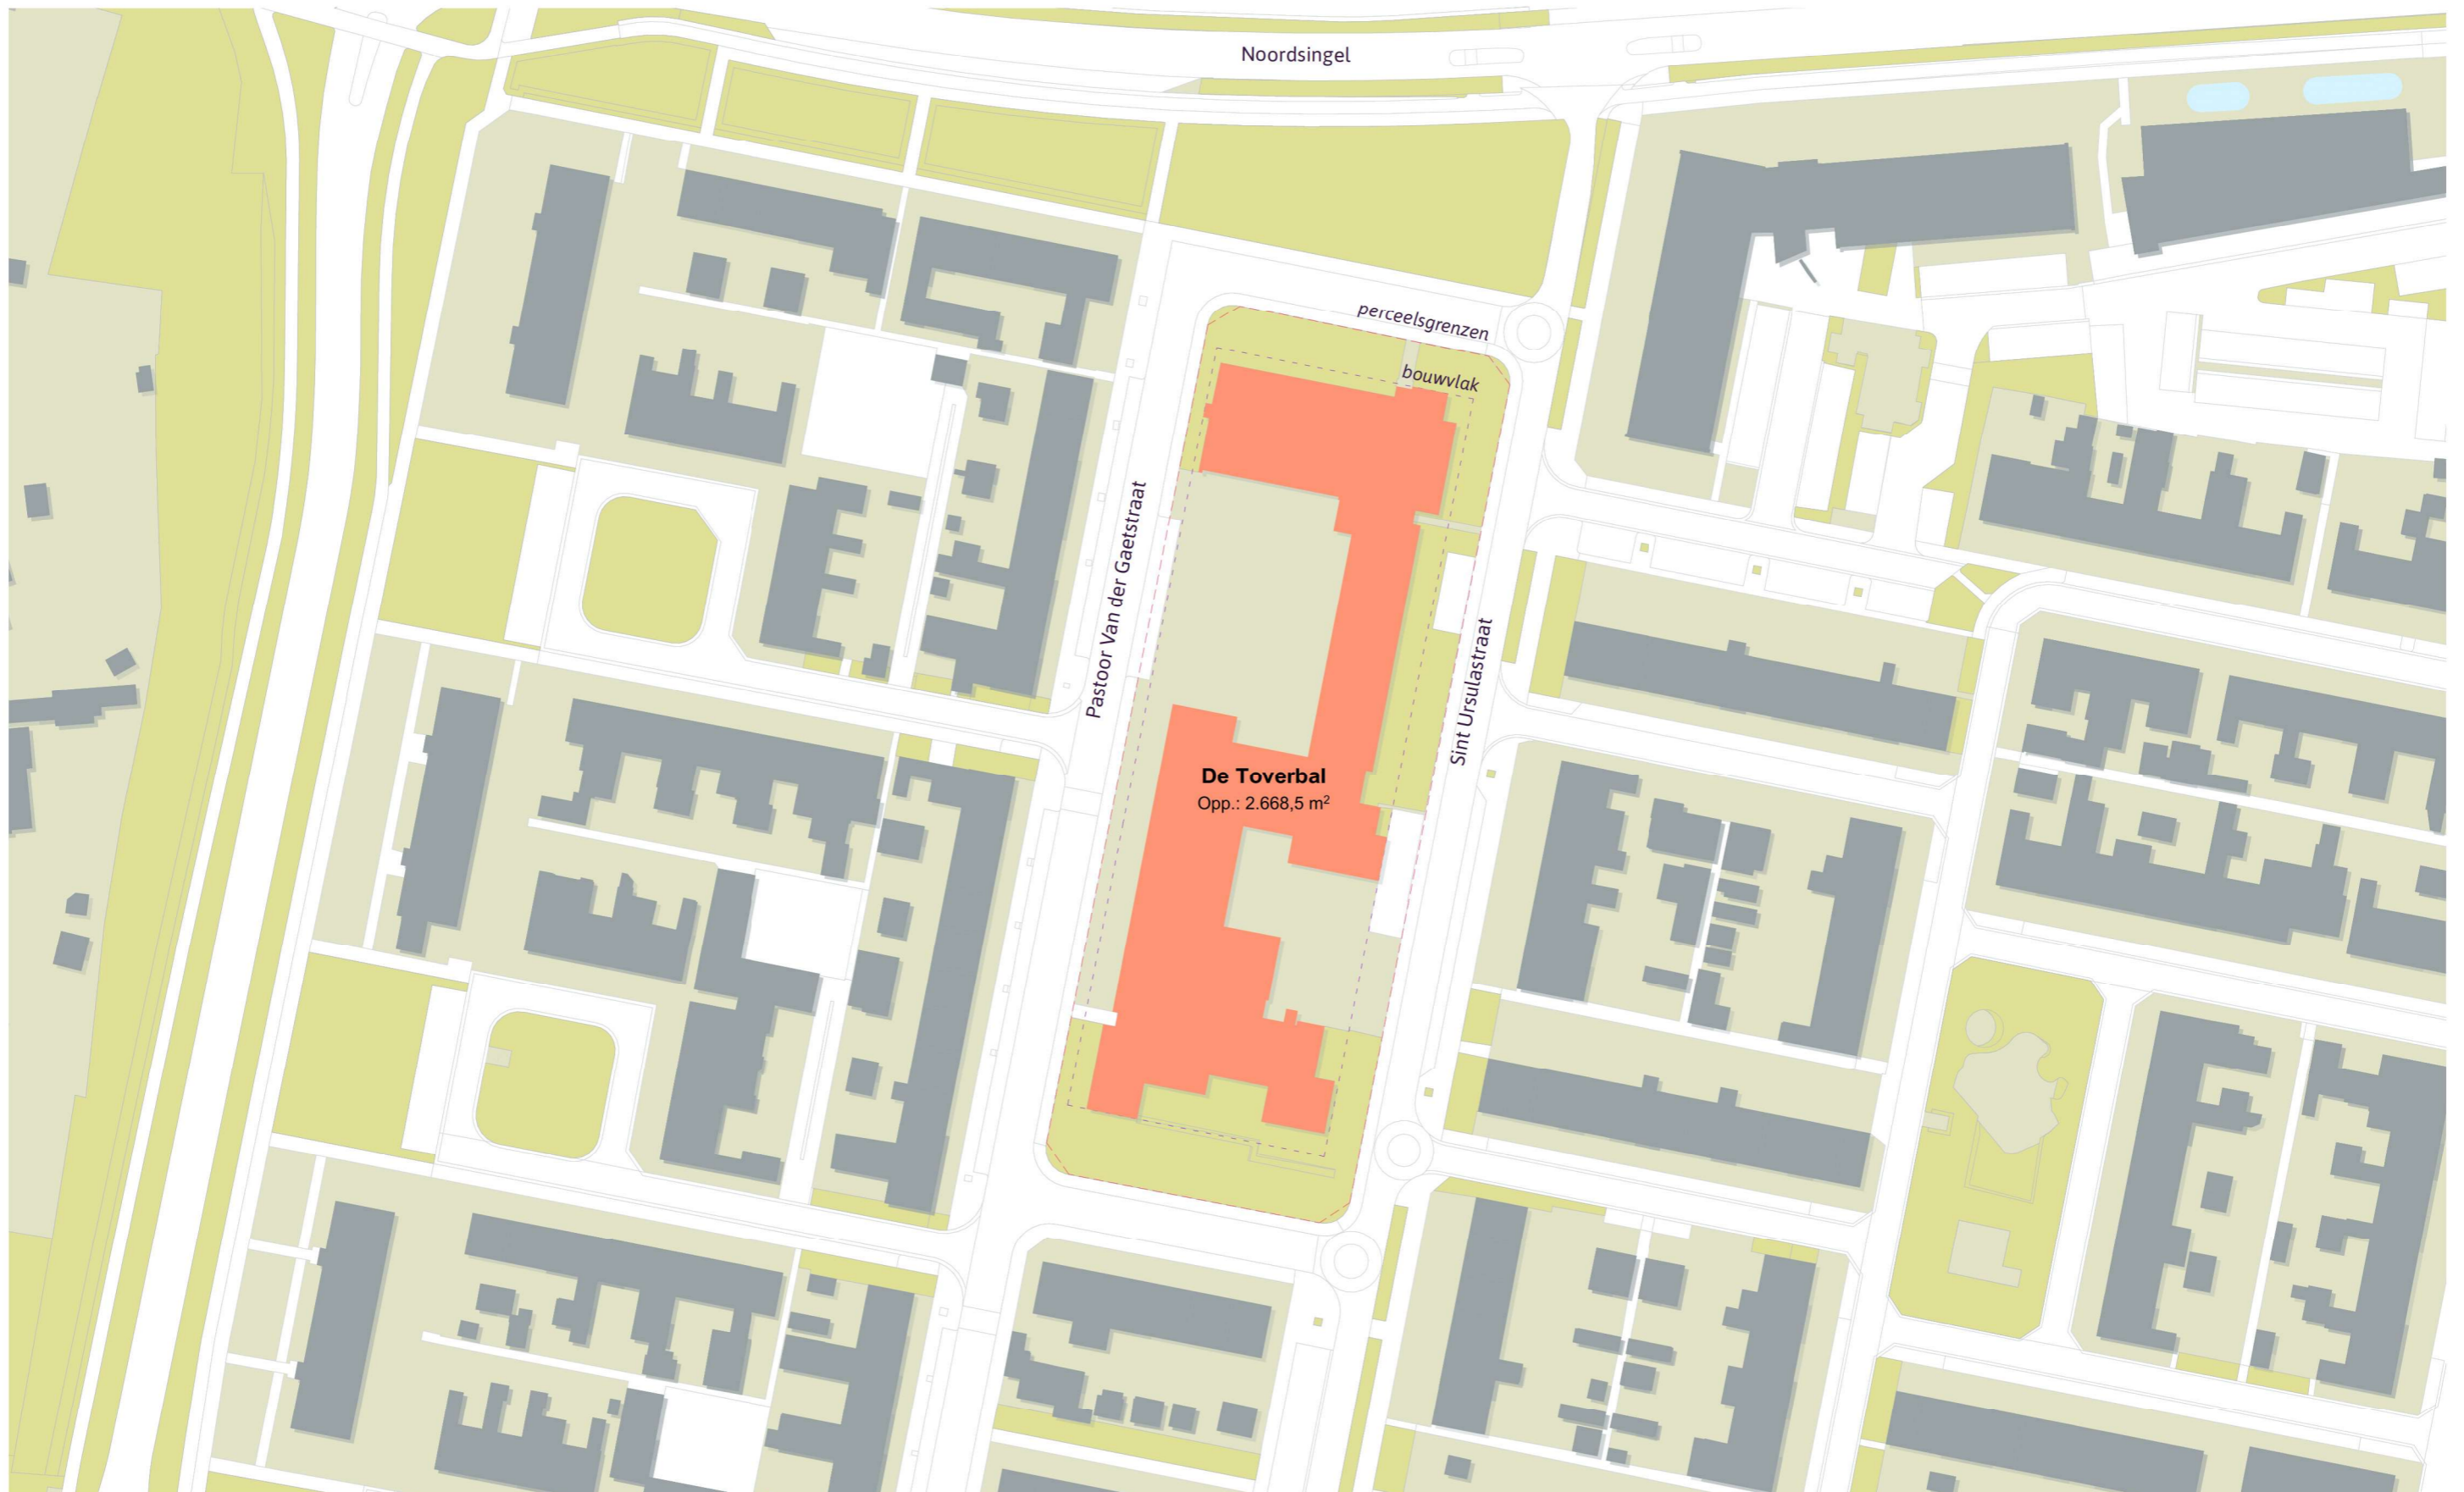 Noordsingel
perceelsgrenzen
bouwvlak
Pastoor Van der Gaetstraat
Sint Ursulastraat
De Toverbal
Opp.: 2.668,5 m²